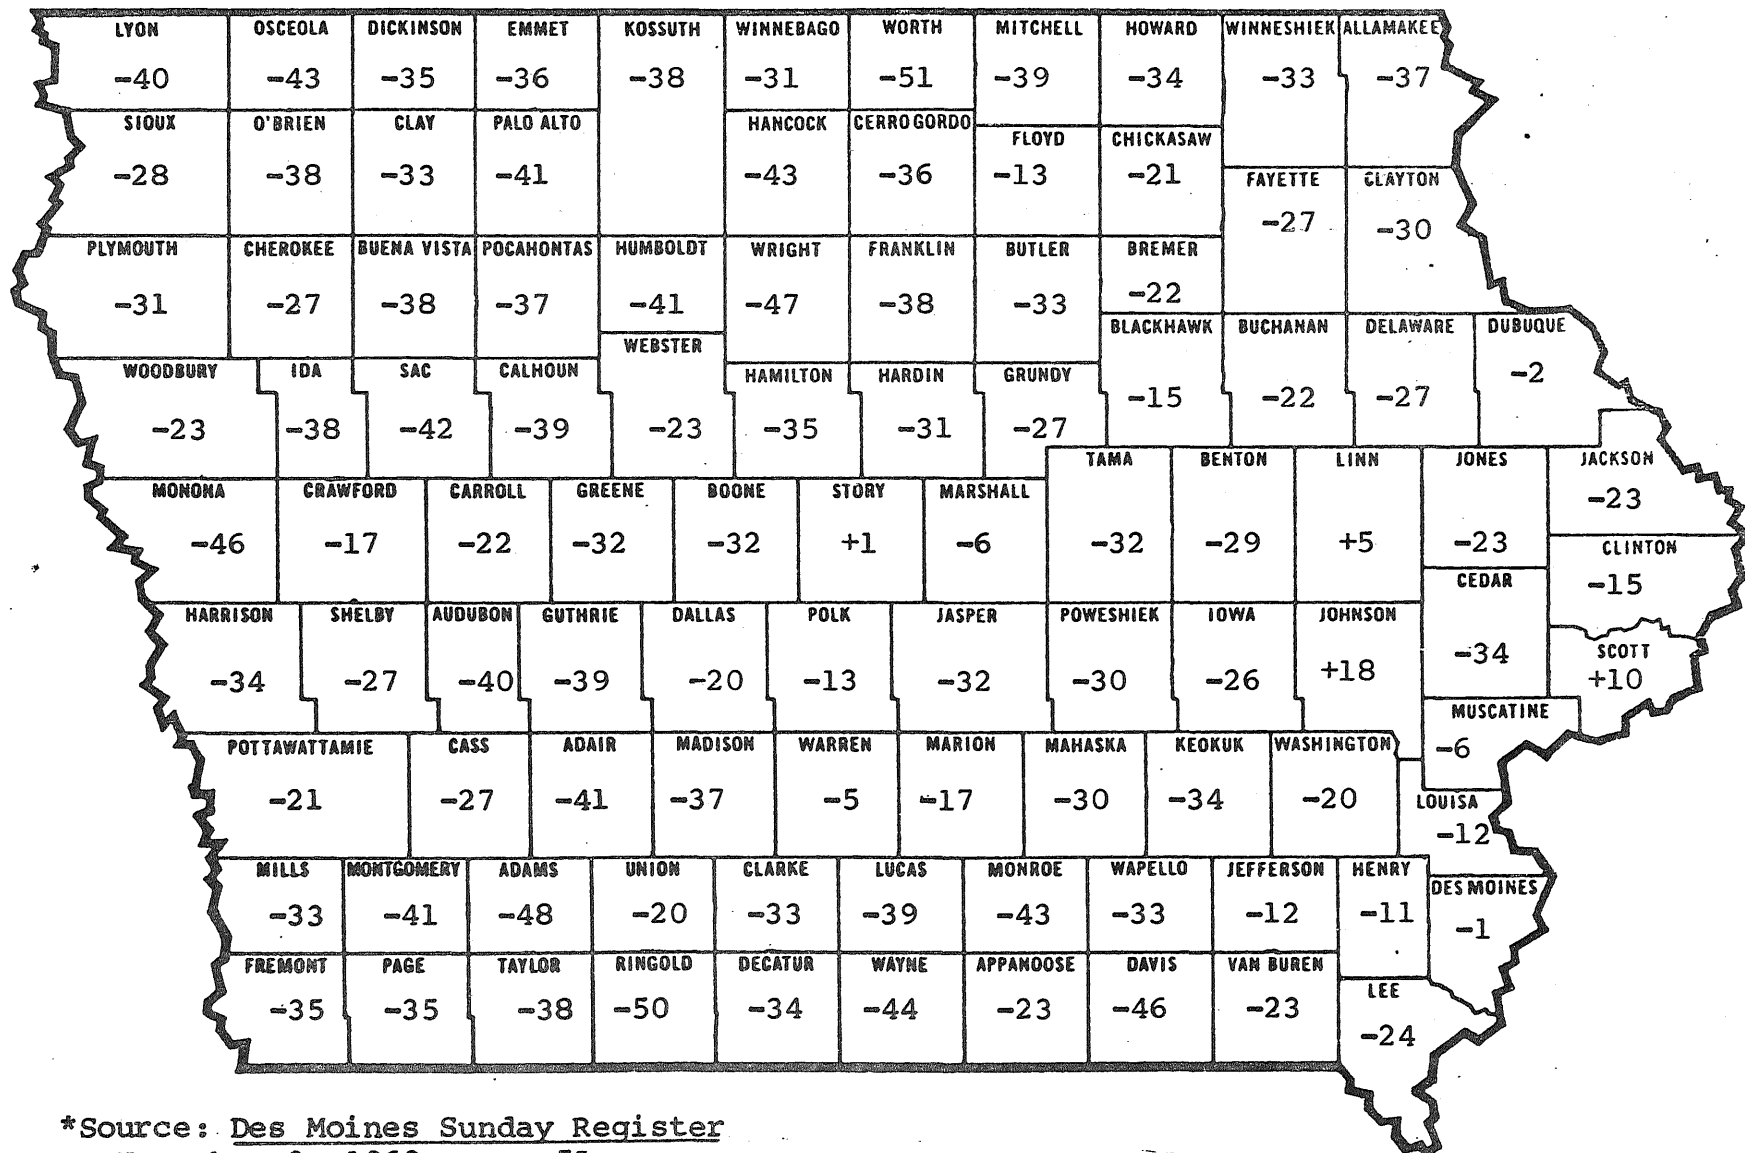 LYON OSCEOLA DICKINSON EMMET KOSSUTH WINNEBAGO WORTH MITCHELL HOWARD WINNESHIEK ALLAMAKEE
-40 -43 -35 -36 -38 -31 -51 -39 -34 -33 -37
SIOUX O'BRIEN CLAY PALO ALTO HANCOCK CERRO GORDO FLOYD CHICKASAW
-28 -38 -33 -41 -43 -36 -13 -21
FAYETTE CLAYTON
-27 -30
PLYMOUTH CHEROKEE BUENA VISTA POCAHONTAS HUMBOLDT WRIGHT FRANKLIN BUTLER BREMER
-31 -27 -38 -37 -41 -47 -38 -33 -22
BLACKHAWK BUCHANAN DELAWARE DUBUQUE
-15 -22 -27 -2
WOODBURY IDA SAC CALHOUN WEBSTER HAMILTON HARDIN GRUNDY
-23 -38 -42 -39 -23 -35 -31 -27
TAMA BENTON LINN JONES JACKSON
-32 -29 +5 -23 -23
MONONA CRAWFORD CARROLL GREENE BOONE STORY MARSHALL
-46 -17 -22 -32 -32 +1 -6
CLINTON
-15
CEDAR
-34
HARRISON SHELBY AUDUBON GUTHRIE DALLAS POLK JASPER POWESHIEK IOWA JOHNSON
-34 -27 -40 -39 -20 -13 -32 -30 -26 +18
SCOTT
+10
MUSCATINE
-6
POTTAWATTAMIE CASS ADAIR MADISON WARREN MARION MAHASKA KEOKUK WASHINGTON
-21 -27 -41 -37 -5 -17 -30 -34 -20
LOUISA
-12
MILLS MONTGOMERY ADAMS UNION CLARKE LUCAS MONROE WAPELLO JEFFERSON HENRY
-33 -41 -48 -20 -33 -39 -43 -33 -12 -11
DES MOINES
-1
FREMONT PAGE TAYLOR RINGOLD DECATUR WAYNE APPANOOSE DAVIS VAN BUREN
-35 -35 -38 -50 -34 -44 -23 -46 -23
LEE
-24
*Source: Des Moines Sunday Register